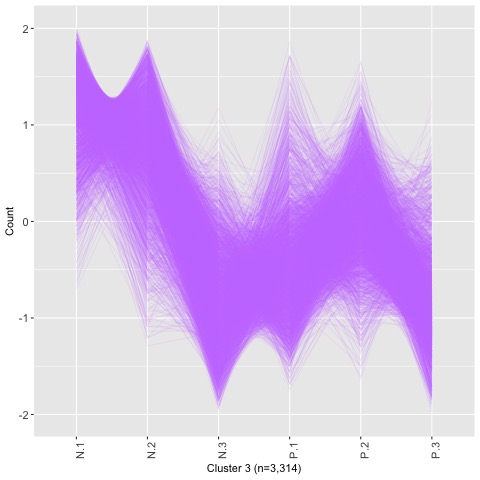 2
1
0
-1
-2
Count
N.1
N.2
N.3
P.1
P.2
P.3
Cluster 3 (n=3,314)